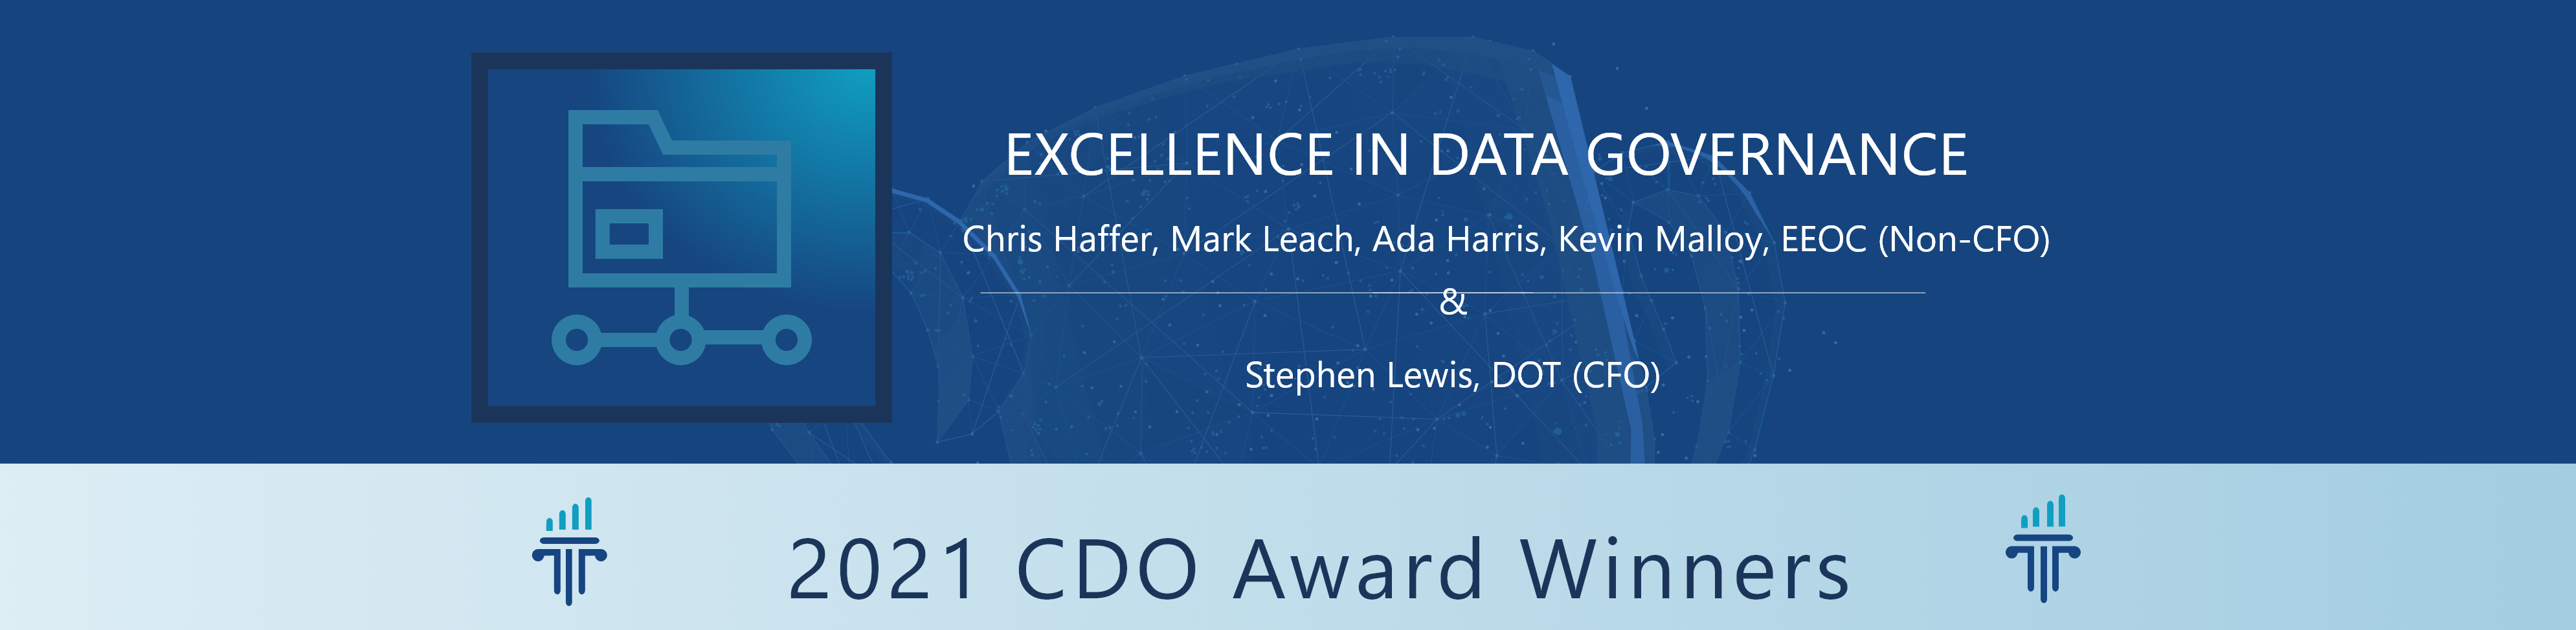 EXCELLENCE IN DATA GOVERNANCE
Chris Haffer, Mark Leach, Ada Harris, Kevin Malloy, EEOC (Non-CFO)
&
Stephen Lewis, DOT (CFO)
2021 CDO Award Winners